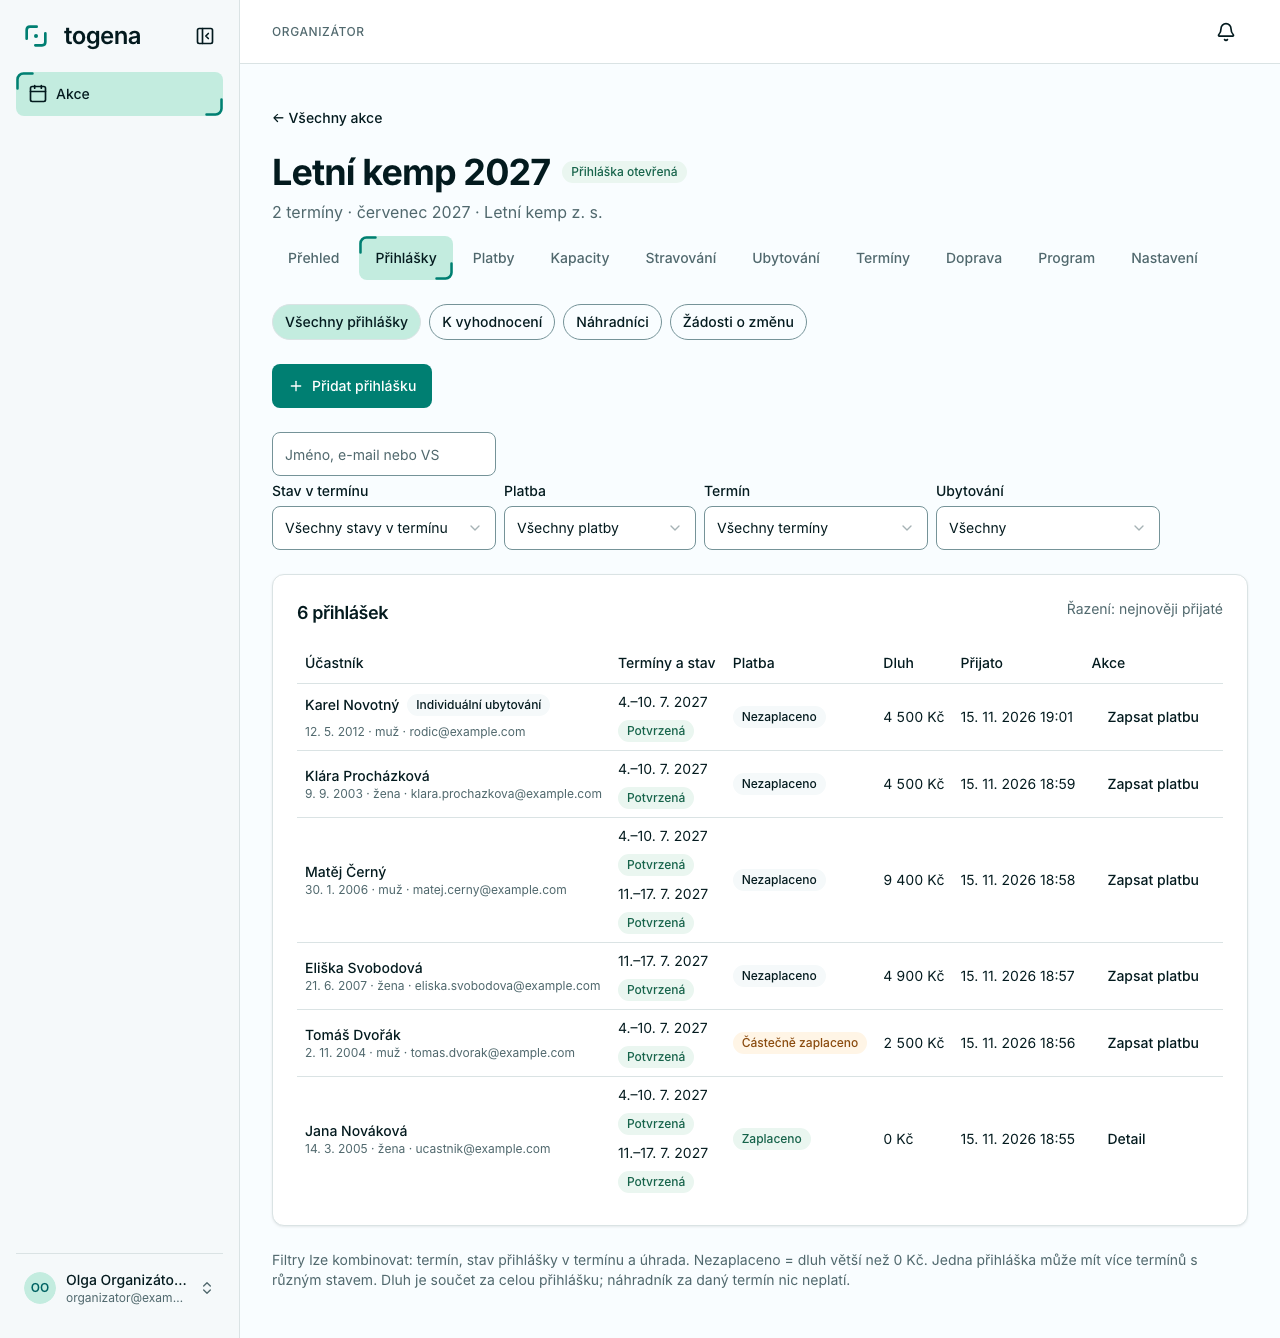 togena
ORGANIZÁTOR
Akce
← Všechny akce
Letní kemp 2027
Přihláška otevřená
2 termíny · červenec 2027 · Letní kemp z. s.
Přehled
Přihlášky
Platby
Kapacity
Stravování
Ubytování
Termíny
Doprava
Program
Nastavení
Všechny přihlášky
K vyhodnocení
Náhradníci
Žádosti o změnu
Přidat přihlášku
Jméno, e-mail nebo VS
Stav v termínu
Platba
Termín
Ubytování
Všechny stavy v termínu
Všechny platby
Všechny termíny
Všechny
6 přihlášek
Řazení: nejnověji přijaté
Účastník
Termíny a stav
Platba
Dluh
Přijato
Akce
Karel Novotný
Individuální ubytování
12. 5. 2012 · muž · rodic@example.com
4.–10. 7. 2027
Potvrzená
Nezaplaceno
4 500 Kč
15. 11. 2026 19:01
Zapsat platbu
Klára Procházková
9. 9. 2003 · žena · klara.prochazkova@example.com
4.–10. 7. 2027
Potvrzená
Nezaplaceno
4 500 Kč
15. 11. 2026 18:59
Zapsat platbu
Matěj Černý
30. 1. 2006 · muž · matej.cerny@example.com
4.–10. 7. 2027
Potvrzená
11.–17. 7. 2027
Potvrzená
Nezaplaceno
9 400 Kč
15. 11. 2026 18:58
Zapsat platbu
Eliška Svobodová
21. 6. 2007 · žena · eliska.svobodova@example.com
11.–17. 7. 2027
Potvrzená
Nezaplaceno
4 900 Kč
15. 11. 2026 18:57
Zapsat platbu
Tomáš Dvořák
2. 11. 2004 · muž · tomas.dvorak@example.com
4.–10. 7. 2027
Potvrzená
Částečně zaplaceno
2 500 Kč
15. 11. 2026 18:56
Zapsat platbu
Jana Nováková
14. 3. 2005 · žena · ucastnik@example.com
4.–10. 7. 2027
Potvrzená
11.–17. 7. 2027
Potvrzená
Zaplaceno
0 Kč
15. 11. 2026 18:55
Detail
Filtry lze kombinovat: termín, stav přihlášky v termínu a úhrada. Nezaplaceno = dluh větší než 0 Kč. Jedna přihláška může mít více termínů s
různým stavem. Dluh je součet za celou přihlášku; náhradník za daný termín nic neplatí.
OO
Olga Organizáto...
organizator@exam...